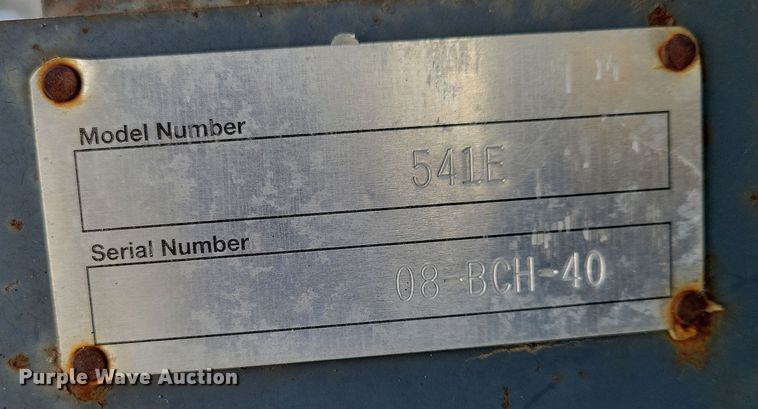 Model Number
541E
Serial Number
08-BCH-40
Purple Wave Auction